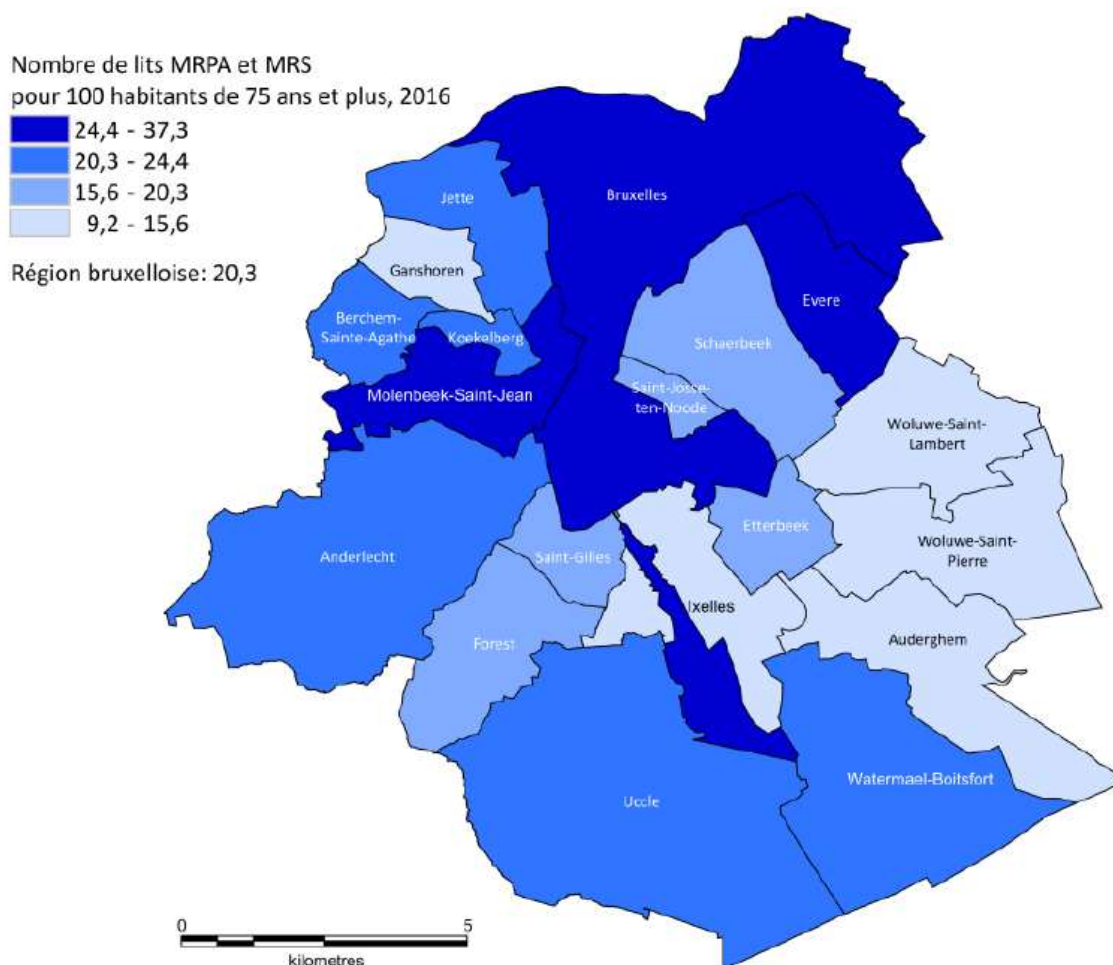 Nombre de lits MRPA et MRS
pour 100 habitants de 75 ans et plus, 2016
24,4 - 37,3
20,3 - 24,4
15,6 - 20,3
9,2 - 15,6
Région bruxelloise: 20,3
Bruxelles
Jette
Ganshoren
Evere
Berchem-
Sainte-Agathe
Koekelberg
Schaerbeek
Molenbeek-Saint-Jean
Saint-Josse-
ten-Noode
Woluwe-Saint-
Lambert
Etterbeek
Woluwe-Saint-
Pierre
Anderlecht
Saint-Gilles
Ixelles
Forest
Auderghem
Watermael-Boitsfort
Uccle
0 5
kilometres